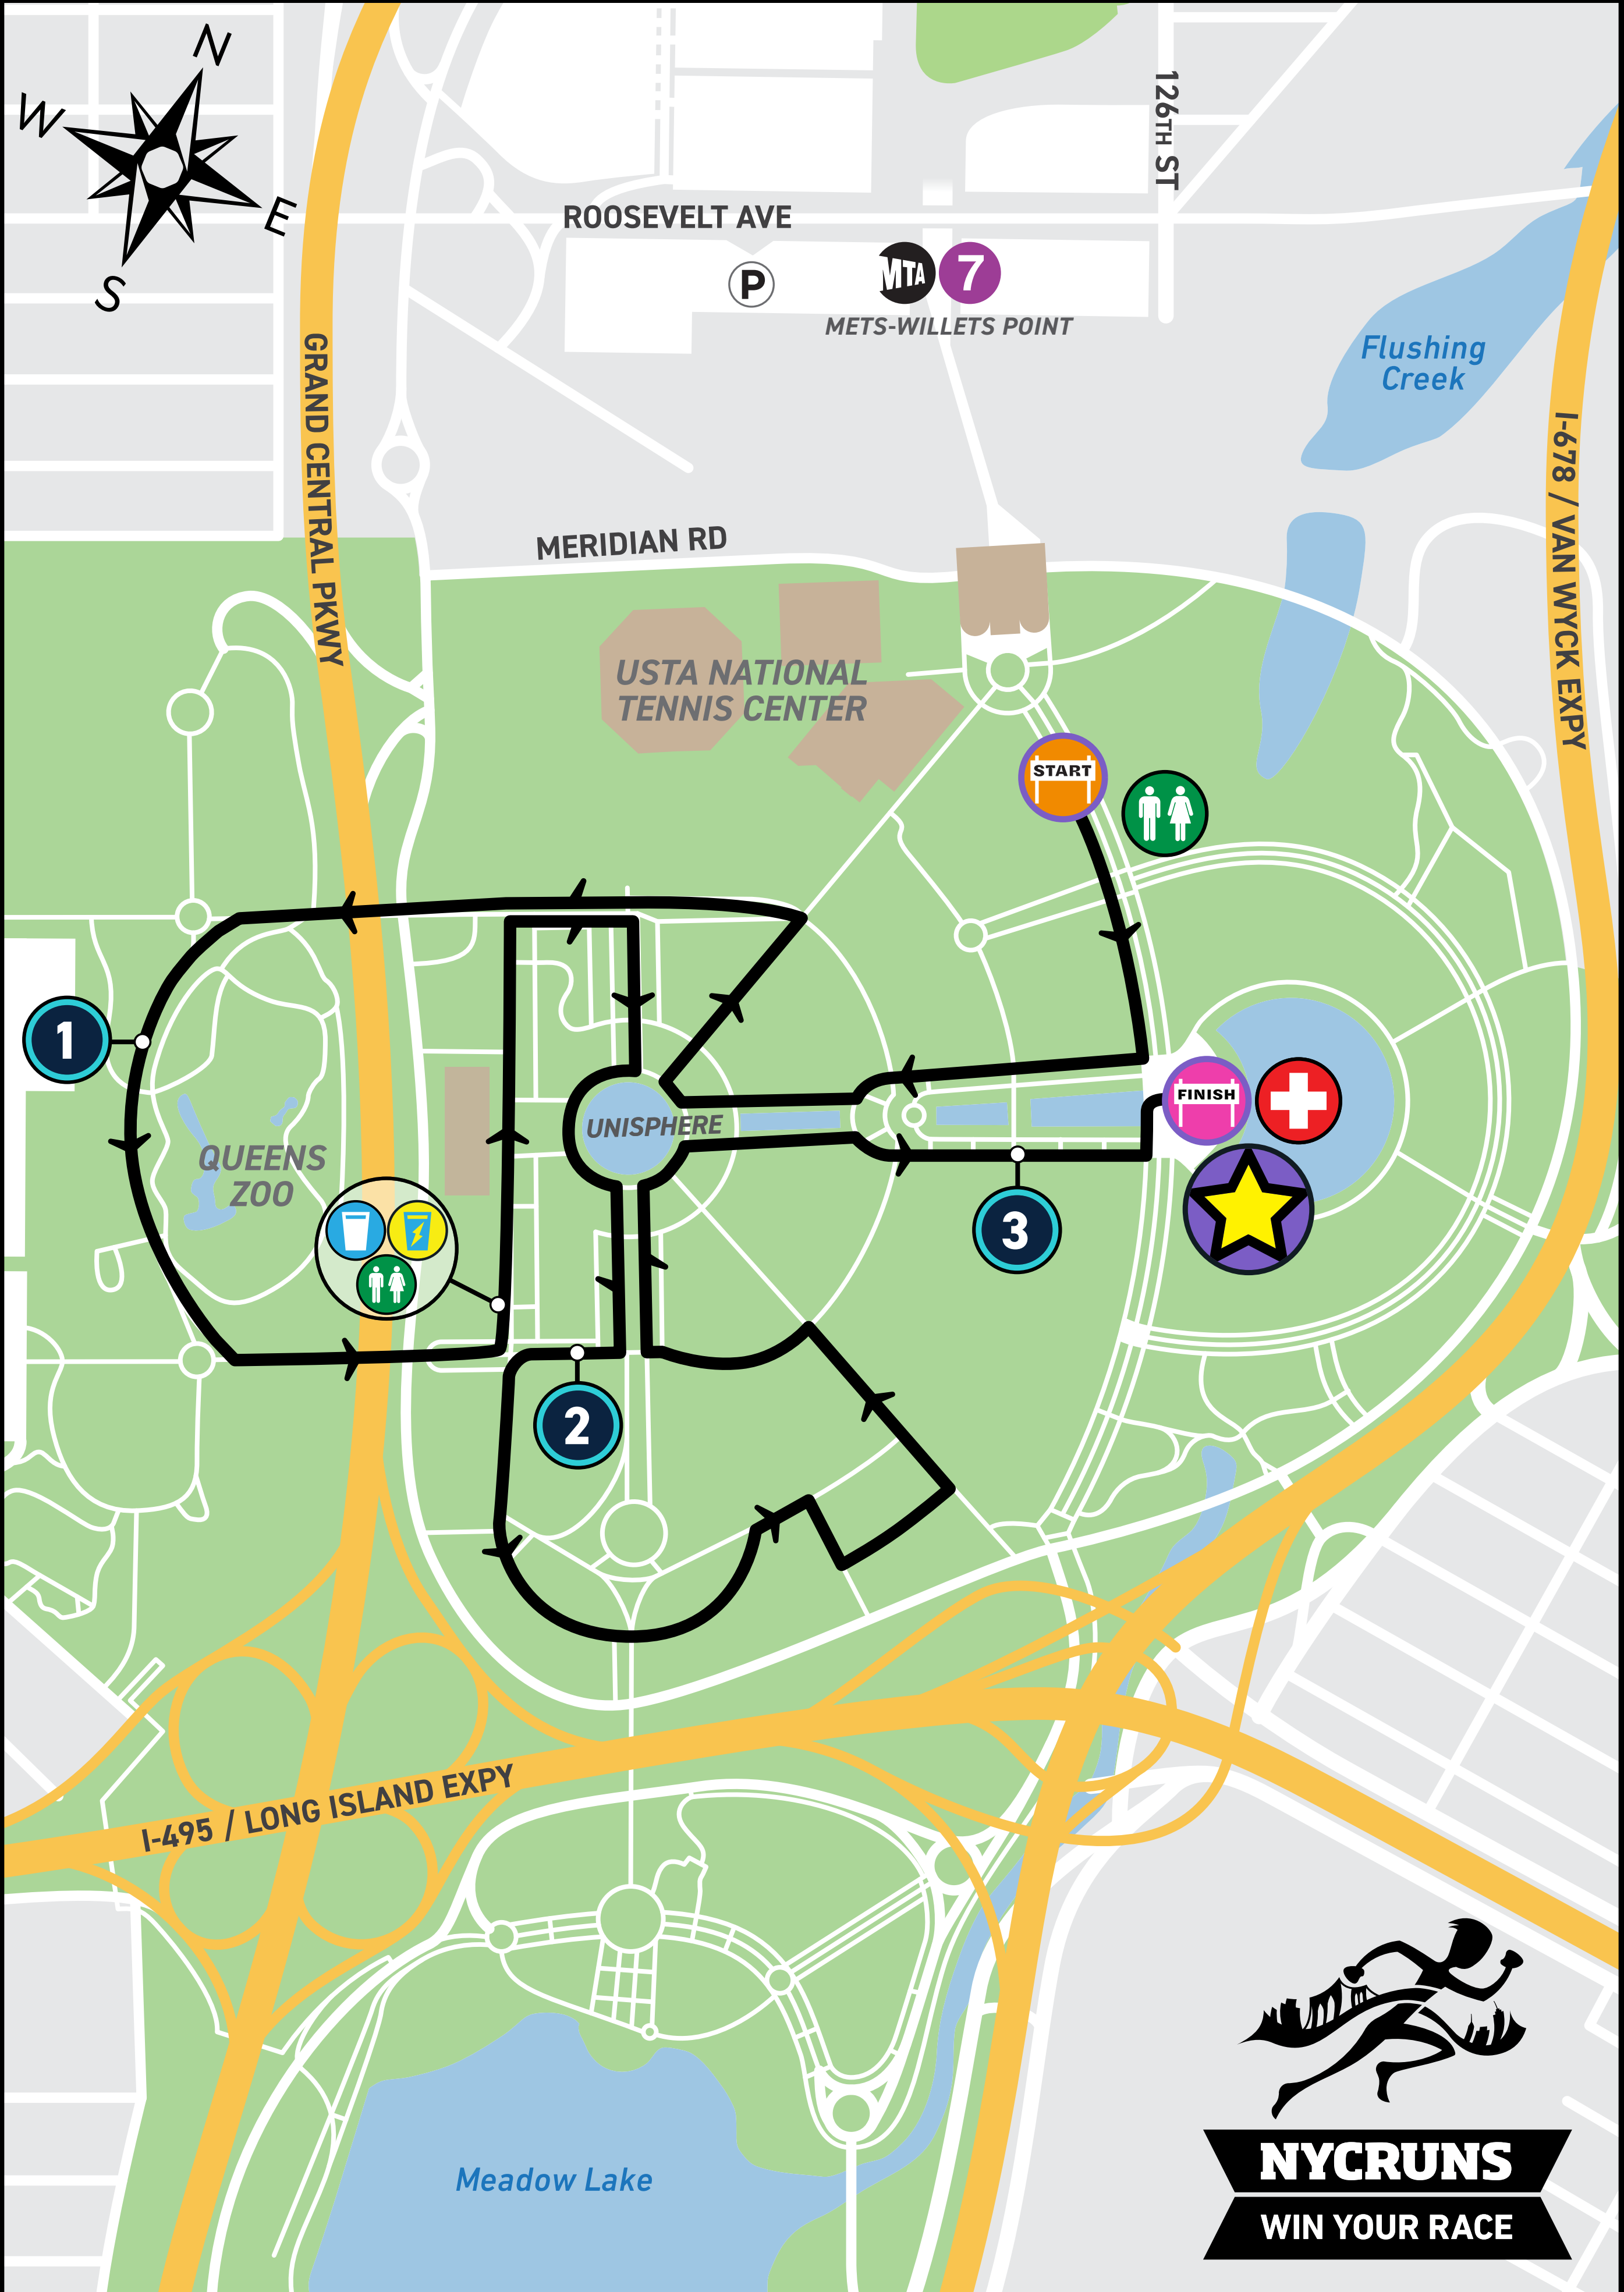 N
W
E
S
126TH ST
ROOSEVELT AVE
P
MTA
7
METS-WILLETS POINT
Flushing
Creek
GRAND CENTRAL PKWY
I-678 / VAN WYCK EXPY
MERIDIAN RD
USTA NATIONAL
TENNIS CENTER
START
1
FINISH
UNISPHERE
QUEENS
ZOO
3
2
I-495 / LONG ISLAND EXPY
Meadow Lake
NYCRUNS
WIN YOUR RACE